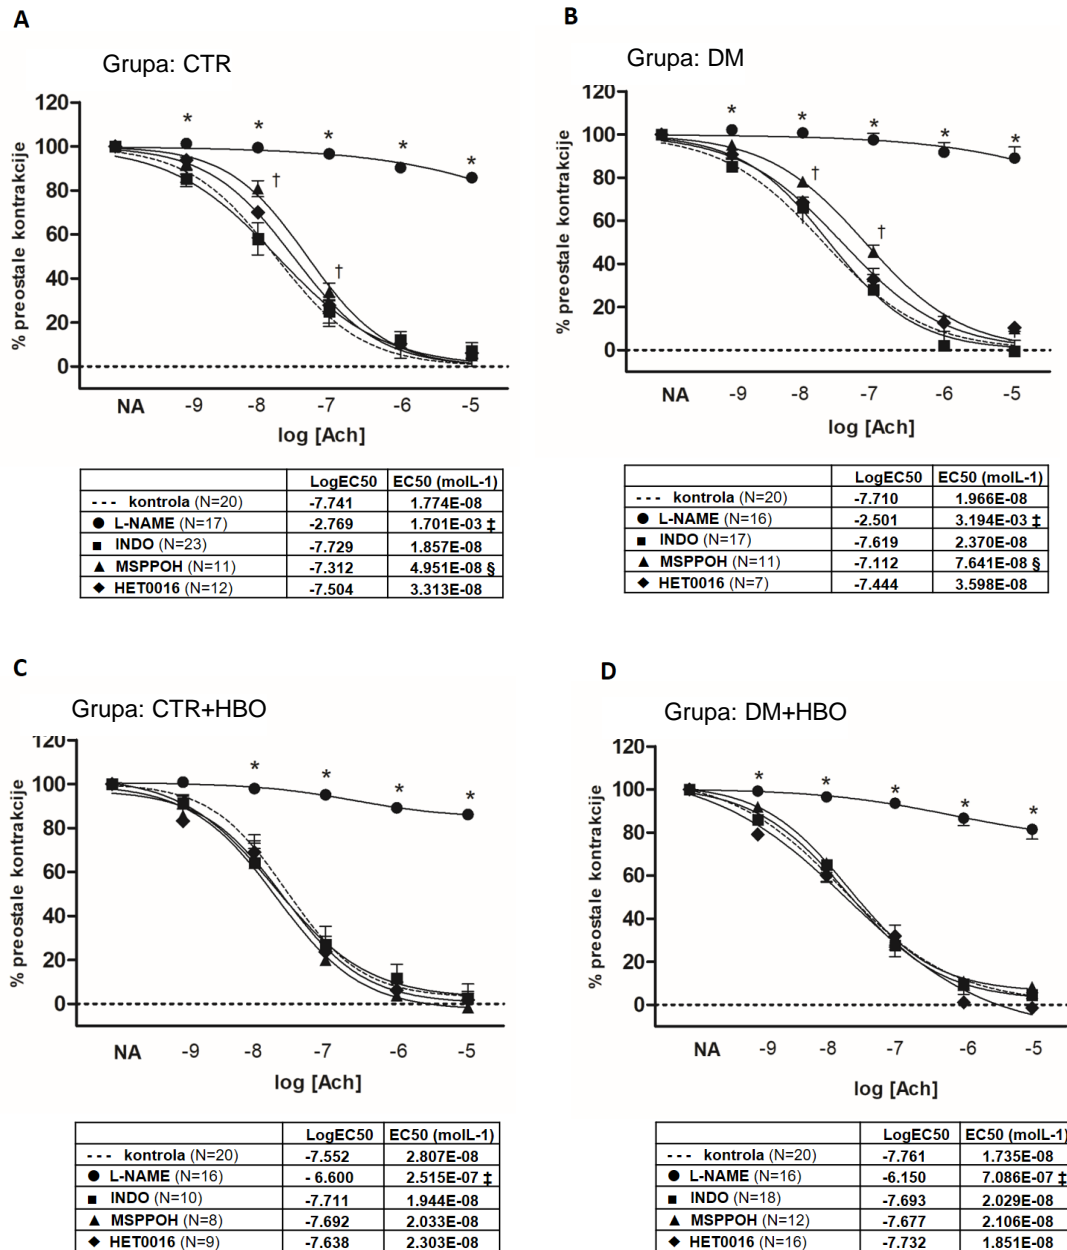 A
Grupa: CTR
120
100
80
60
40
20
0
% preostale kontrakcije
* * * * *
†
†
NA -9 -8 -7 -6 -5
log [Ach]
LogEC50 EC50 (molL-1)
--- kontrola (N=20) -7.741 1.774E-08
● L-NAME (N=17) -2.769 1.701E-03 ‡
■ INDO (N=23) -7.729 1.857E-08
▲ MSPPOH (N=11) -7.312 4.951E-08 §
◆ HET0016 (N=12) -7.504 3.313E-08
B
Grupa: DM
120
100
80
60
40
20
0
% preostale kontrakcije
* * * * *
†
†
NA -9 -8 -7 -6 -5
log [Ach]
LogEC50 EC50 (molL-1)
--- kontrola (N=20) -7.710 1.966E-08
● L-NAME (N=16) -2.501 3.194E-03 ‡
■ INDO (N=17) -7.619 2.370E-08
▲ MSPPOH (N=11) -7.112 7.641E-08 §
◆ HET0016 (N=7) -7.444 3.598E-08
C
Grupa: CTR+HBO
120
100
80
60
40
20
0
% preostale kontrakcije
* * * *
NA -9 -8 -7 -6 -5
log [Ach]
LogEC50 EC50 (molL-1)
--- kontrola (N=20) -7.552 2.807E-08
● L-NAME (N=16) - 6.600 2.515E-07 ‡
■ INDO (N=10) -7.711 1.944E-08
▲ MSPPOH (N=8) -7.692 2.033E-08
◆ HET0016 (N=9) -7.638 2.303E-08
D
Grupa: DM+HBO
120
100
80
60
40
20
0
% preostale kontrakcije
* * * * *
NA -9 -8 -7 -6 -5
log [Ach]
LogEC50 EC50 (molL-1)
--- kontrola (N=20) -7.761 1.735E-08
● L-NAME (N=16) -6.150 7.086E-07 ‡
■ INDO (N=18) -7.693 2.029E-08
▲ MSPPOH (N=12) -7.677 2.106E-08
◆ HET0016 (N=16) -7.732 1.851E-08